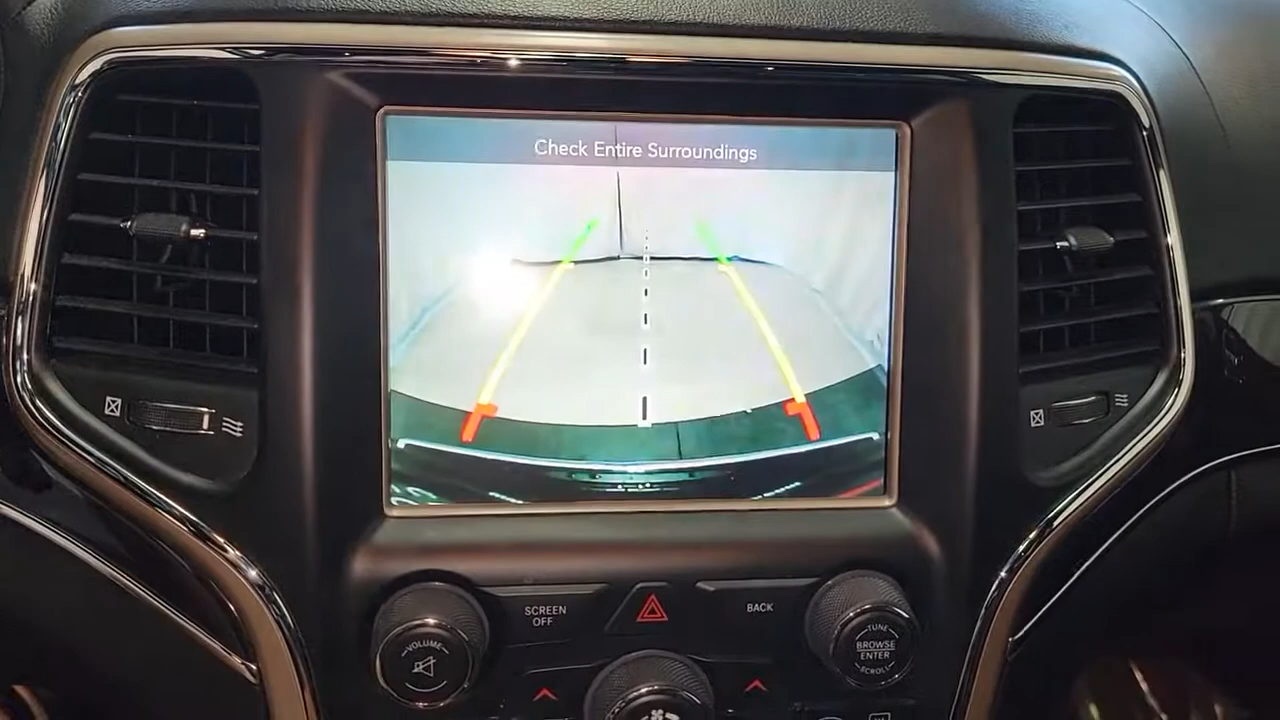 Check Entire Surroundings
SCREEN
OFF
BACK
VOLUME
TUNE
BROWSE
ENTER
SCROLL